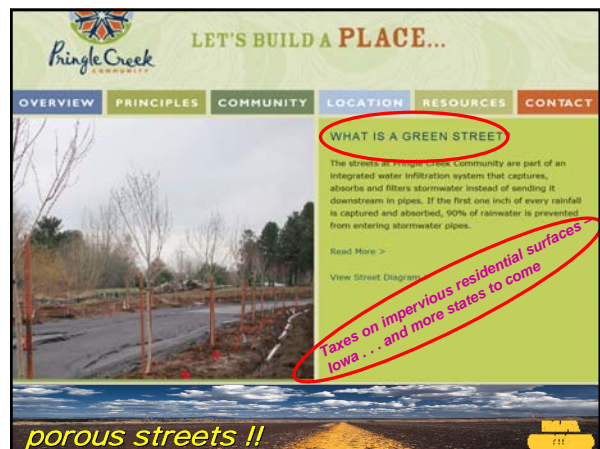 Pringle Creek
COMMUNITY
LET'S BUILD A PLACE...
OVERVIEW PRINCIPLES COMMUNITY LOCATION RESOURCES CONTACT
WHAT IS A GREEN STREET
The streets at Pringle Creek Community are part of an
integrated water infiltration system that captures,
absorbs and filters stormwater instead of sending it
downstream in pipes. If the first one inch of every rainfall
is captured and absorbed, 90% of rainwater is prevented
from entering stormwater pipes.
Read More >
View Street Diagram
Taxes on impervious residential surfaces –
Iowa . . . and more states to come
porous streets !!